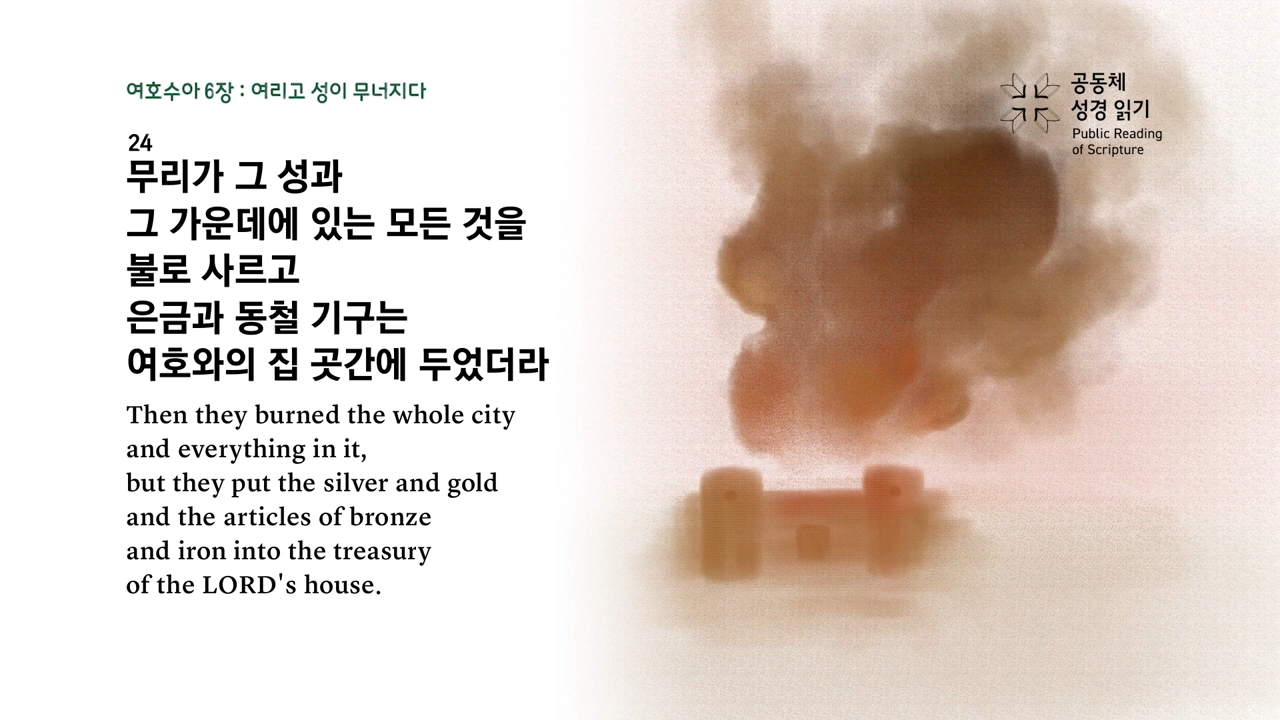 여호수아 6장 : 여리고 성이 무너지다
24
무리가 그 성과
그 가운데에 있는 모든 것을
불로 사르고
은금과 동철 기구는
여호와의 집 곳간에 두었더라
Then they burned the whole city
and everything in it,
but they put the silver and gold
and the articles of bronze
and iron into the treasury
of the LORD's house.
공동체
성경 읽기
Public Reading
of Scripture